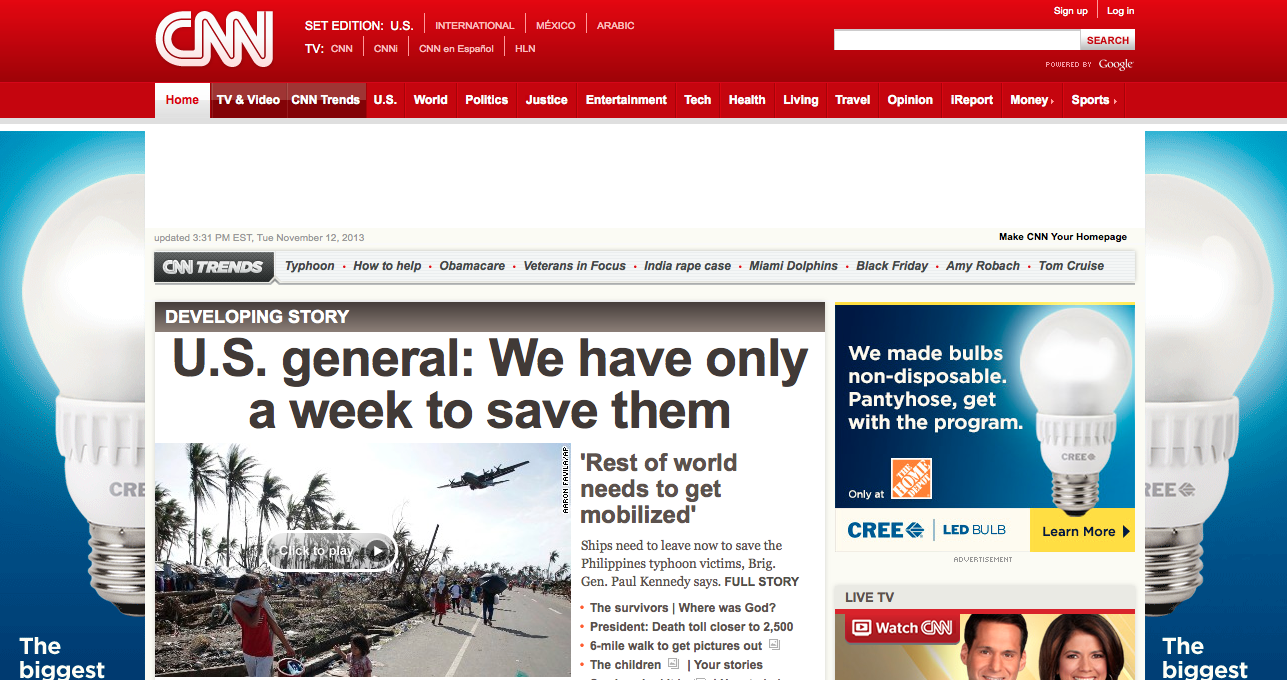 CNN
SET EDITION: U.S. INTERNATIONAL MÉXICO ARABIC
TV: CNN CNNi CNN en Español HLN
Sign up Log in
SEARCH
POWERED BY Google
Home TV & Video CNN Trends U.S. World Politics Justice Entertainment Tech Health Living Travel Opinion iReport Money Sports
updated 3:31 PM EST, Tue November 12, 2013
Make CNN Your Homepage
CNN TRENDS Typhoon • How to help • Obamacare • Veterans in Focus • India rape case • Miami Dolphins • Black Friday • Amy Robach • Tom Cruise
DEVELOPING STORY
U.S. general: We have only
a week to save them
AARON FAVILA/AP
Click to play
'Rest of world
needs to get
mobilized'
Ships need to leave now to save the
Philippines typhoon victims, Brig.
Gen. Paul Kennedy says. FULL STORY
• The survivors | Where was God?
• President: Death toll closer to 2,500
• 6-mile walk to get pictures out
• The children | Your stories
We made bulbs
non-disposable.
Pantyhose, get
with the program.
CREE
Only at THE HOME DEPOT
CREE LED BULB Learn More
ADVERTISEMENT
LIVE TV
Watch CNN
CRE
The
biggest
REE
The
biggest